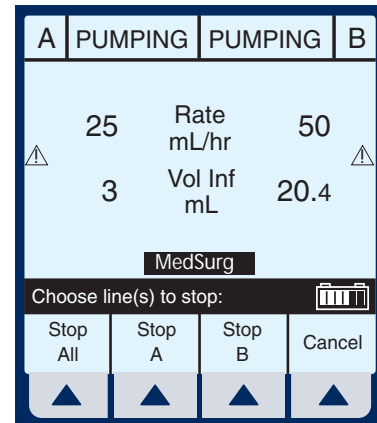 A PUMPING PUMPING B
25 Rate mL/hr 50
3 Vol Inf mL 20.4
MedSurg
Choose line(s) to stop:
Stop All Stop A Stop B Cancel